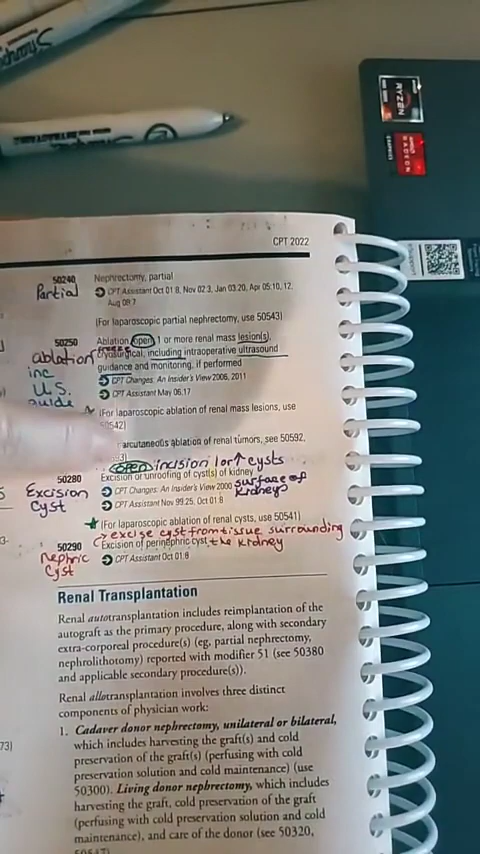 Sharpie
AMD
RYZEN
RADEON
GRAPHICS
CPT 2022
50240 Nephrectomy, partial
Partial
CPT Assistant Oct 01:8, Nov 02:3, Jan 03:20, Apr 05:10, 12,
Aug 09:7
(For laparoscopic partial nephrectomy, use 50543)
50250 Ablation, open, 1 or more renal mass lesion(s),
ablation
cryosurgical, including intraoperative ultrasound
inc
guidance and monitoring, if performed
U.S.
CPT Changes: An Insider's View 2006, 2011
guide
CPT Assistant May 06:17
(For laparoscopic ablation of renal mass lesions, use
50542)
ablation of renal tumors, see 50592,
open incision 1 or ↑ cysts
50280 Excision or unroofing of cyst(s) of kidney
Excision
Cyst
CPT Changes: An Insider's View 2000
surface of
Kidneys
CPT Assistant Nov 99:25, Oct 01:8
(For laparoscopic ablation of renal cysts, use 50541)
→ excise cyst from tissue surrounding
the kidney
50290 Excision of perinephric cyst
nephric
Cyst
CPT Assistant Oct 01:8
Renal Transplantation
Renal autotransplantation includes reimplantation of the
autograft as the primary procedure, along with secondary
extra-corporeal procedure(s) (eg, partial nephrectomy,
nephrolithotomy) reported with modifier 51 (see 50380
and applicable secondary procedure(s)).
Renal allotransplantation involves three distinct
components of physician work:
1. Cadaver donor nephrectomy, unilateral or bilateral,
which includes harvesting the graft(s) and cold
preservation of the graft(s) (perfusing with cold
preservation solution and cold maintenance) (use
50300). Living donor nephrectomy, which includes
harvesting the graft, cold preservation of the graft
(perfusing with cold preservation solution and cold
maintenance), and care of the donor (see 50320,
50547).